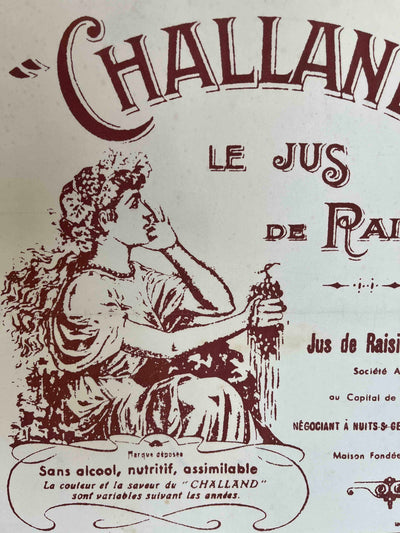 "CHALLAND
LE JUS
DE RAI
Jus de Raisi
Société A
au Capital de
NÉGOCIANT À NUITS-S-GE
Maison Fondée
Marque déposée
Sans alcool, nutritif, assimilable
La couleur et la saveur du "CHALLAND"
sont variables suivant les années.